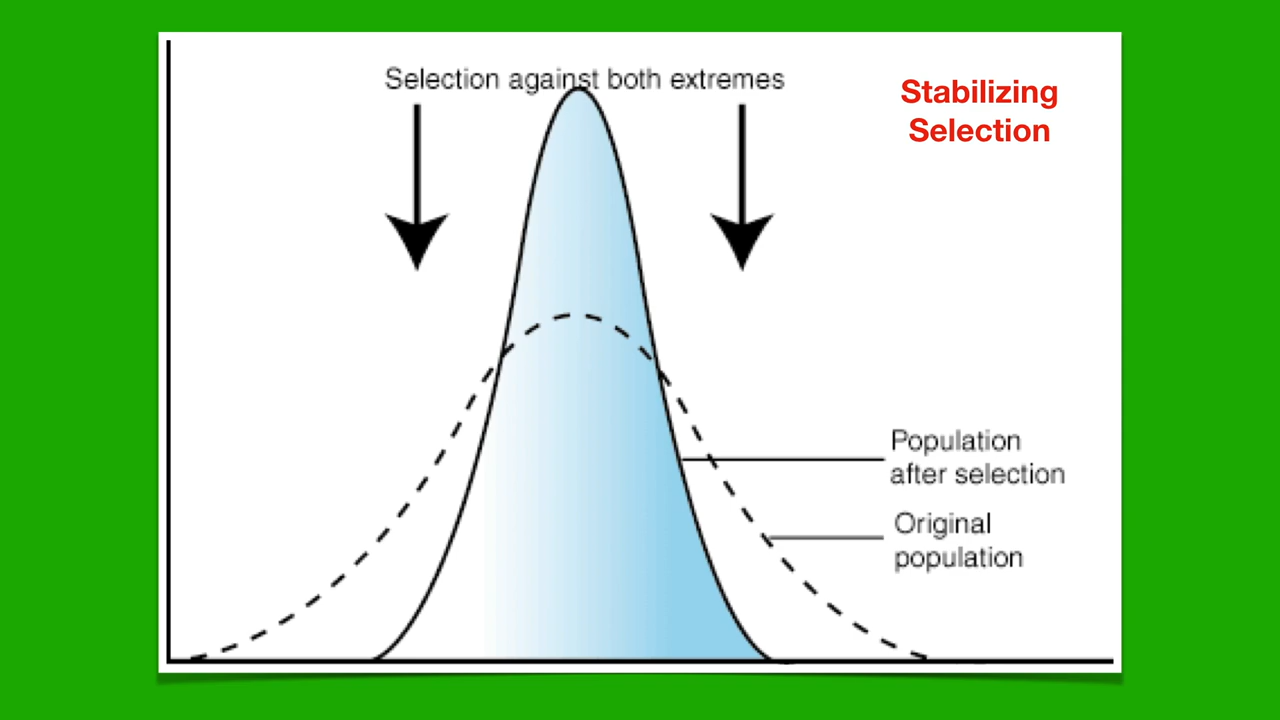 Selection against both extremes
Stabilizing
Selection
Population
after selection
Original
population